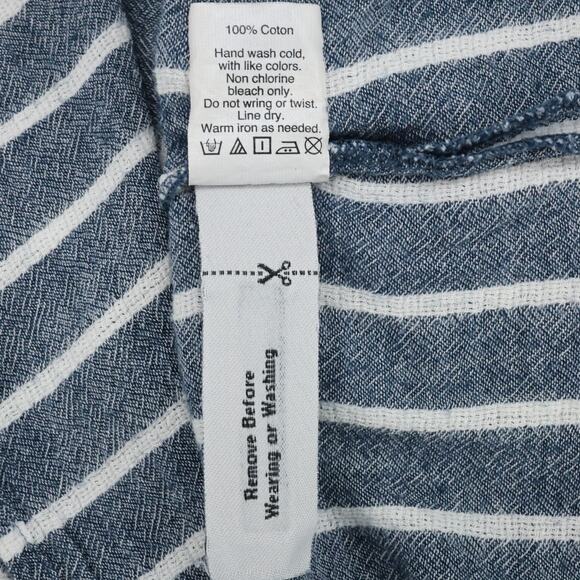 100% Coton
Hand wash cold,
with like colors.
Non chlorine
bleach only.
Do not wring or twist.
Line dry.
Warm iron as needed.
Remove Before
Wearing or Washing